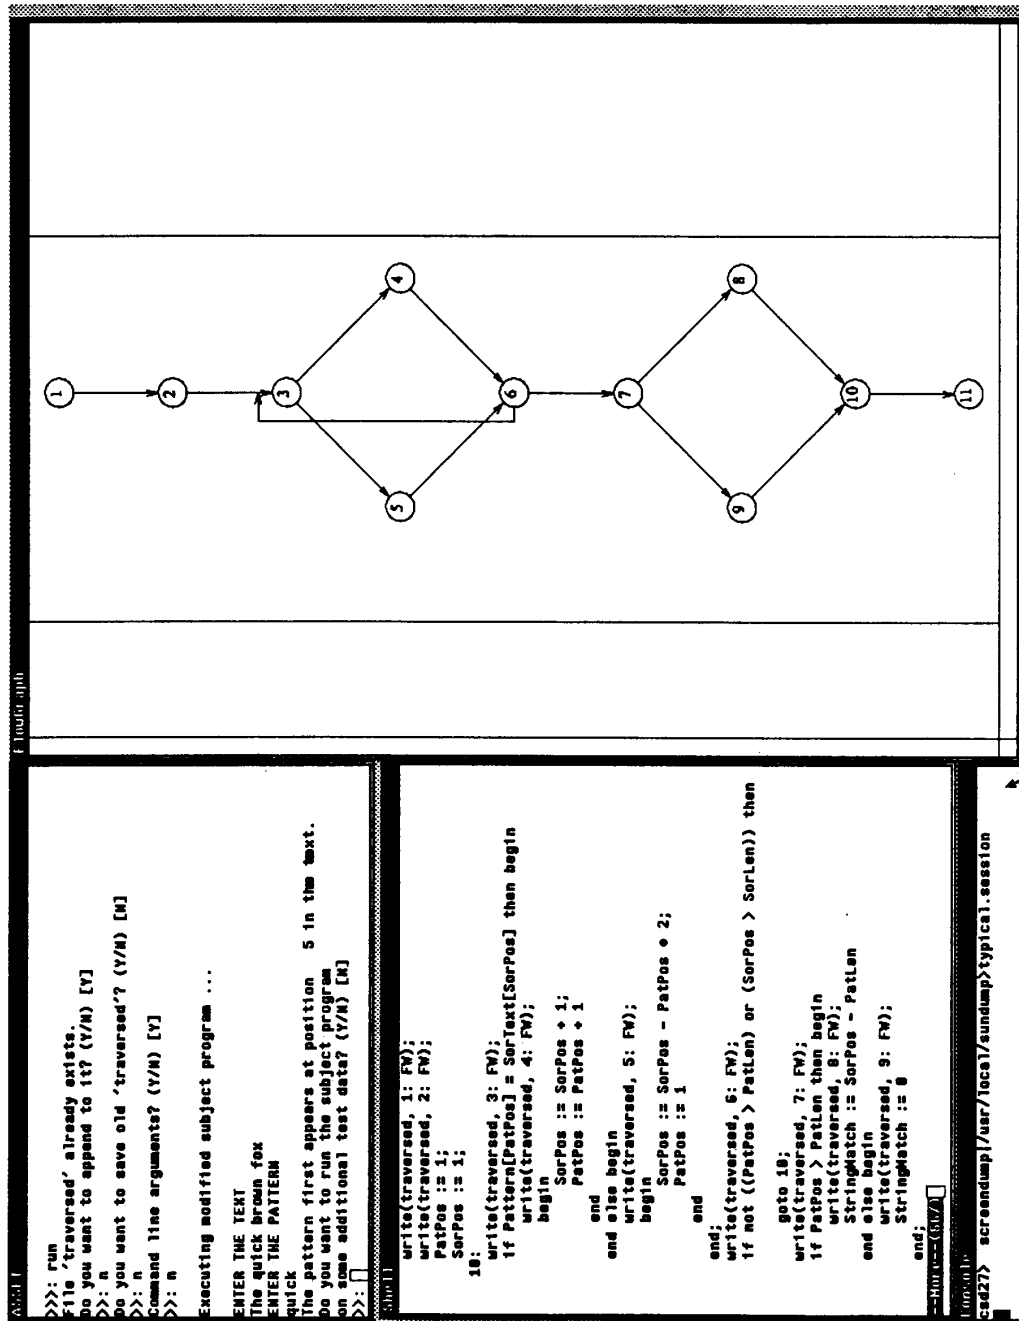 ASSET
>>>: run
File 'traversed' already exists.
Do you want to append to it? (Y/N) [Y]
>>: n
Do you want to save old 'traversed'? (Y/N) [N]
>>: n
Command line arguments? (Y/N) [Y]
>>: n
Executing modified subject program ...
ENTER THE TEXT
The quick brown fox
ENTER THE PATTERN
quick
The pattern first appears at position 5 in the text.
Do you want to run the subject program
on some additional test data? (Y/N) [N]
>>:
Shell
write(traversed, 1: FW);
write(traversed, 2: FW);
PatPos := 1;
SorPos := 1;
10:
write(traversed, 3: FW);
if Pattern[PatPos] = SorText[SorPos] then begin
write(traversed, 4: FW);
begin
SorPos := SorPos + 1;
PatPos := PatPos + 1
end
end else begin
write(traversed, 5: FW);
begin
SorPos := SorPos - PatPos + 2;
PatPos := 1
end
end;
write(traversed, 6: FW);
if not ((PatPos > PatLen) or (SorPos > SorLen)) then
goto 10;
write(traversed, 7: FW);
if PatPos > PatLen then begin
write(traversed, 8: FW);
StringMatch := SorPos - PatLen
end else begin
write(traversed, 9: FW);
StringMatch := 0
end;
--More--
Console
csd27> screendump|/usr/local/sundump>typical.session
FlowGraph
1
2
3
5
4
6
7
9
8
10
11